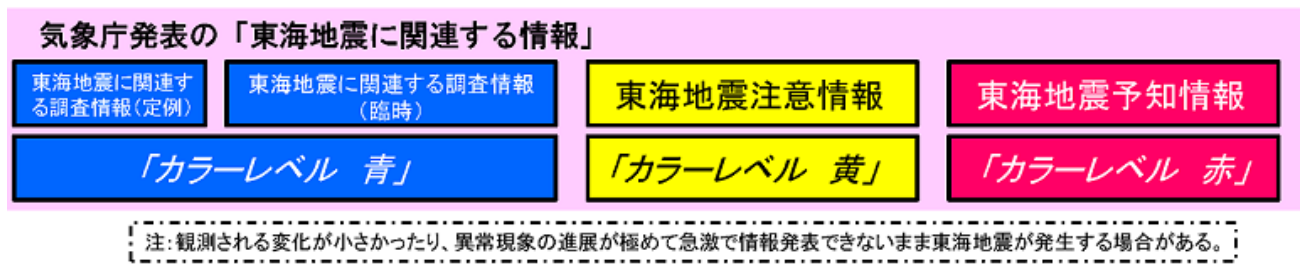 気象庁発表の「東海地震に関連する情報」
東海地震に関連す
る調査情報(定例)
東海地震に関連する調査情報
(臨時)
東海地震注意情報
東海地震予知情報
「カラーレベル 青」
「カラーレベル 黄」
「カラーレベル 赤」
注:観測される変化が小さかったり、異常現象の進展が極めて急激で情報発表できないまま東海地震が発生する場合がある。